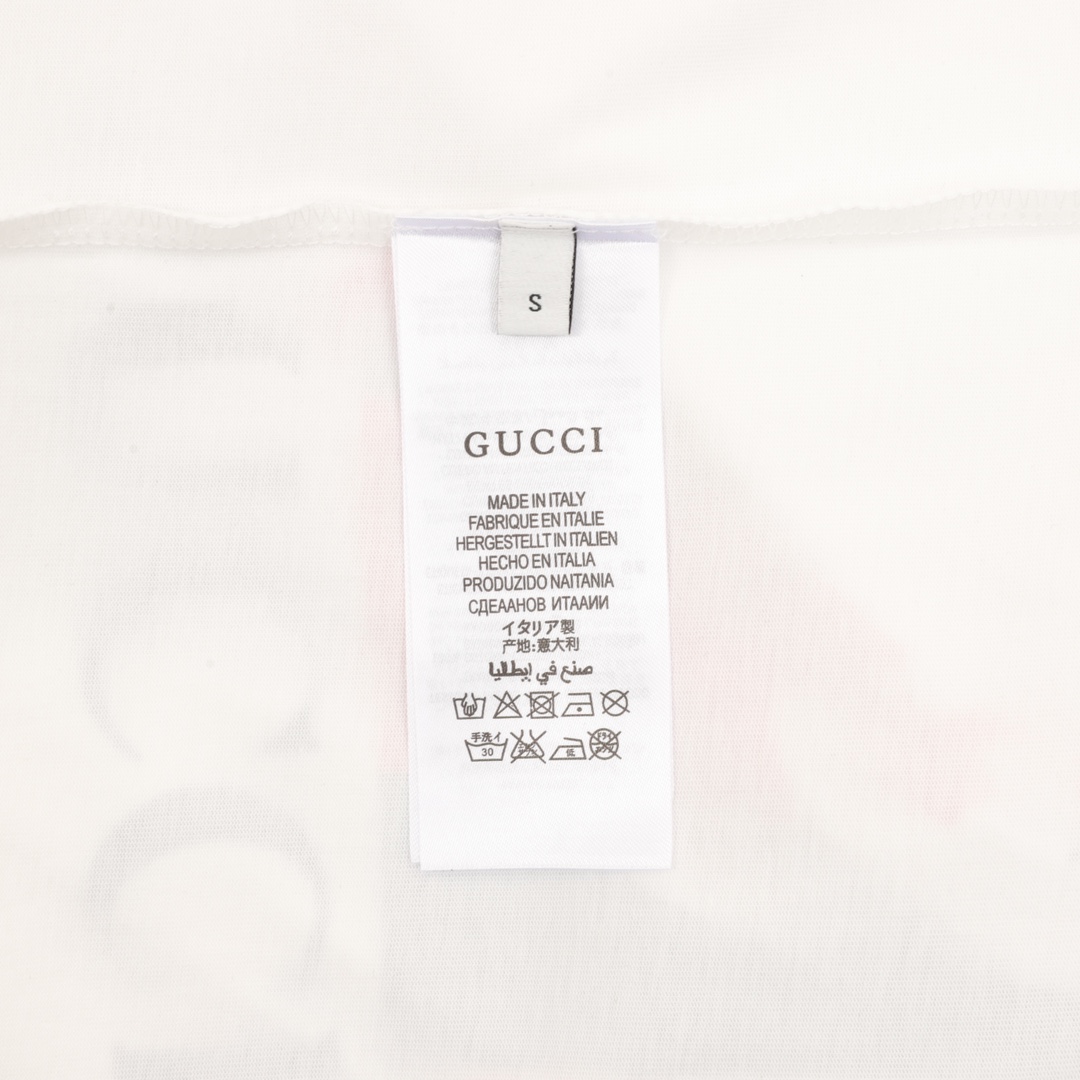 S
GUCCI
MADE IN ITALY
FABRIQUE EN ITALIE
HERGESTELLT IN ITALIEN
HECHO EN ITALIA
PRODUZIDO NAITANIA
СДЕААНОВ ИТААИИ
イタリア製
产地:意大利
صنع في إيطاليا
手洗イ
30
低